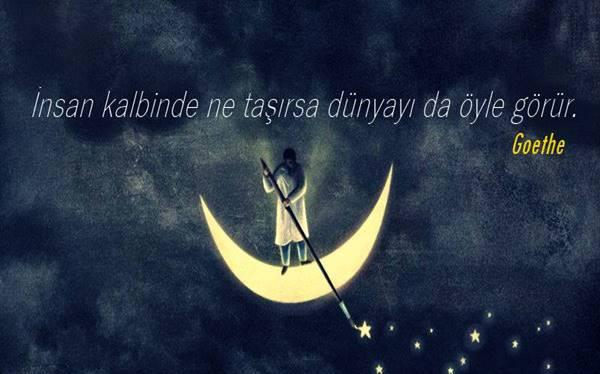 İnsan kalbinde ne taşırsa dünyayı da öyle görür.
Goethe